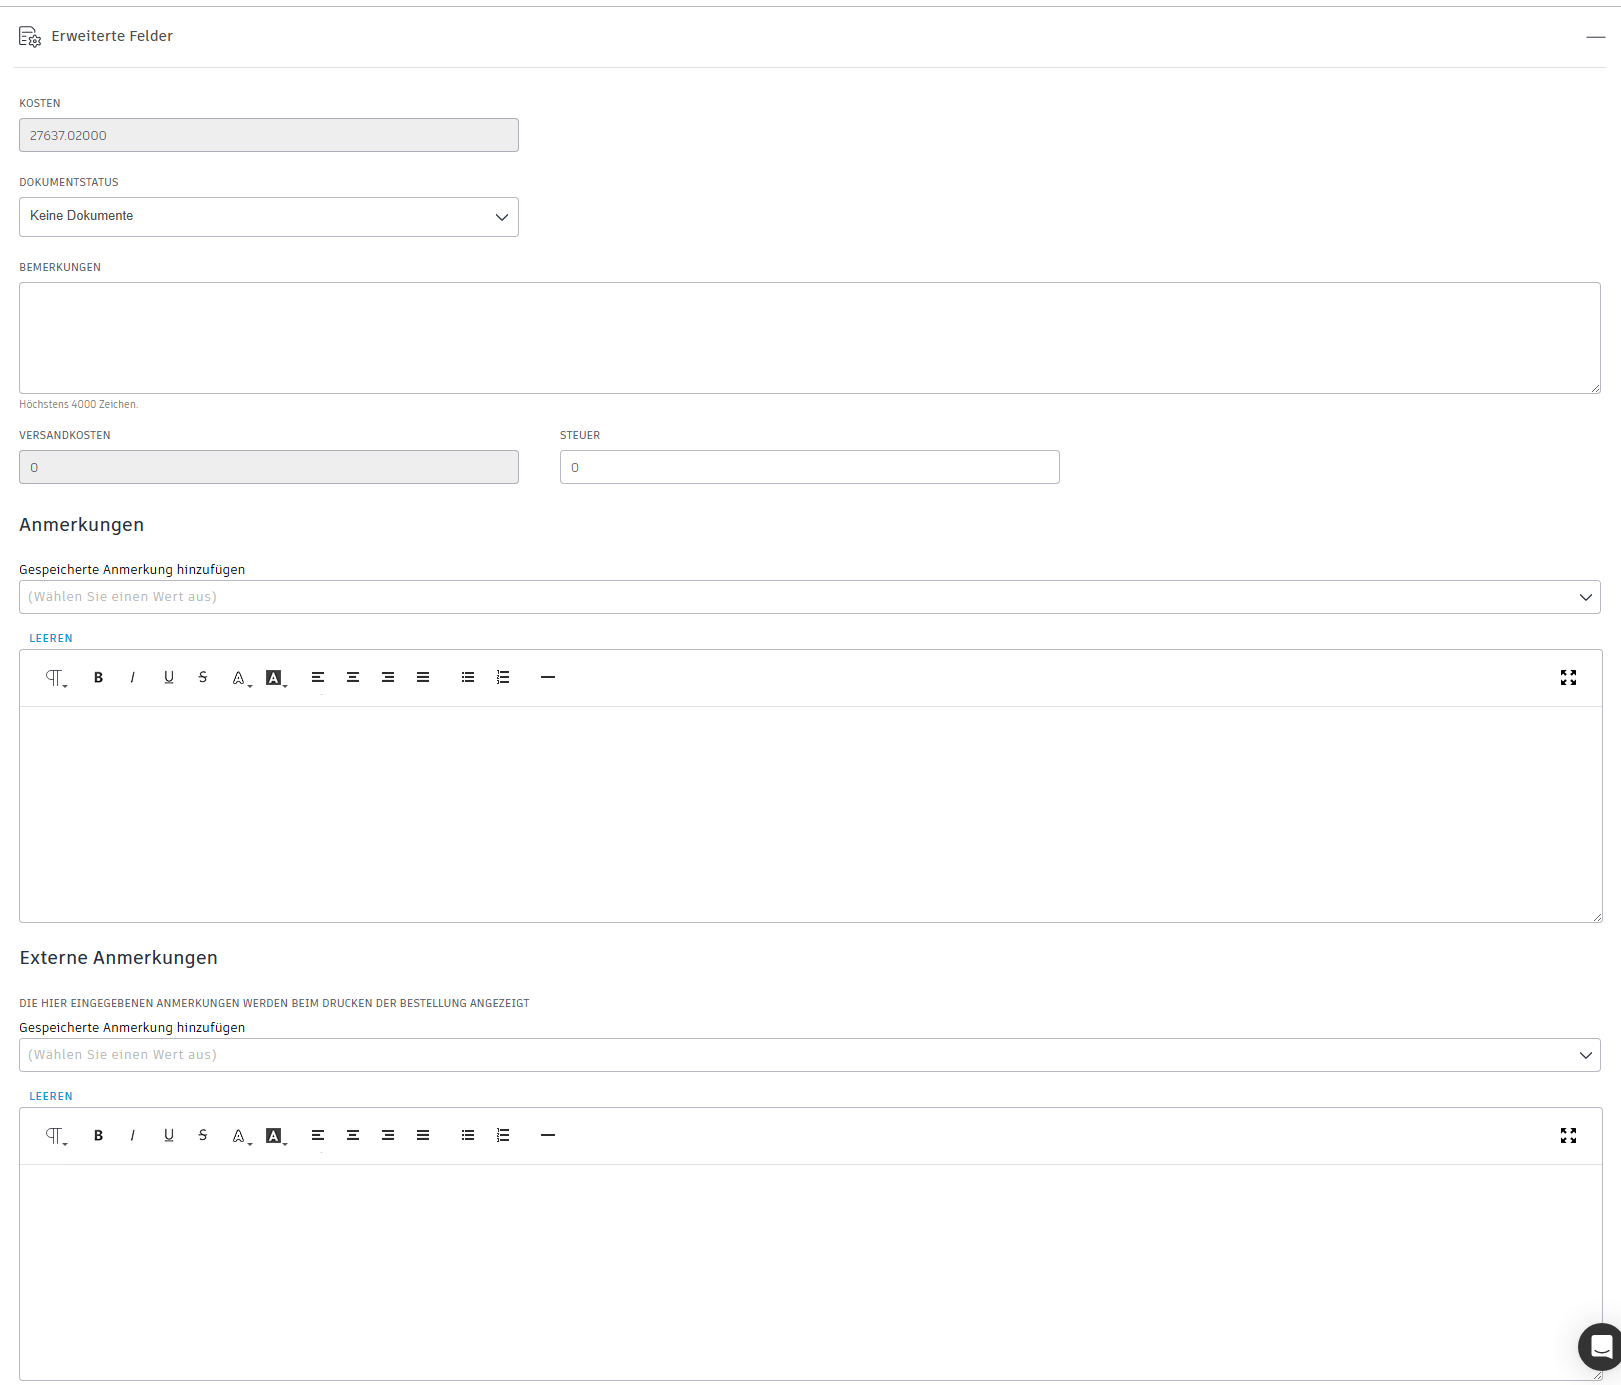 Erweiterte Felder
KOSTEN
27637.02000
DOKUMENTSTATUS
Keine Dokumente
BEMERKUNGEN
Höchstens 4000 Zeichen.
VERSANDKOSTEN
STEUER
0
0
Anmerkungen
Gespeicherte Anmerkung hinzufügen
(Wählen Sie einen Wert aus)
LEEREN
B I U S A A
Externe Anmerkungen
DIE HIER EINGEGEBENEN ANMERKUNGEN WERDEN BEIM DRUCKEN DER BESTELLUNG ANGEZEIGT
Gespeicherte Anmerkung hinzufügen
(Wählen Sie einen Wert aus)
LEEREN
B I U S A A